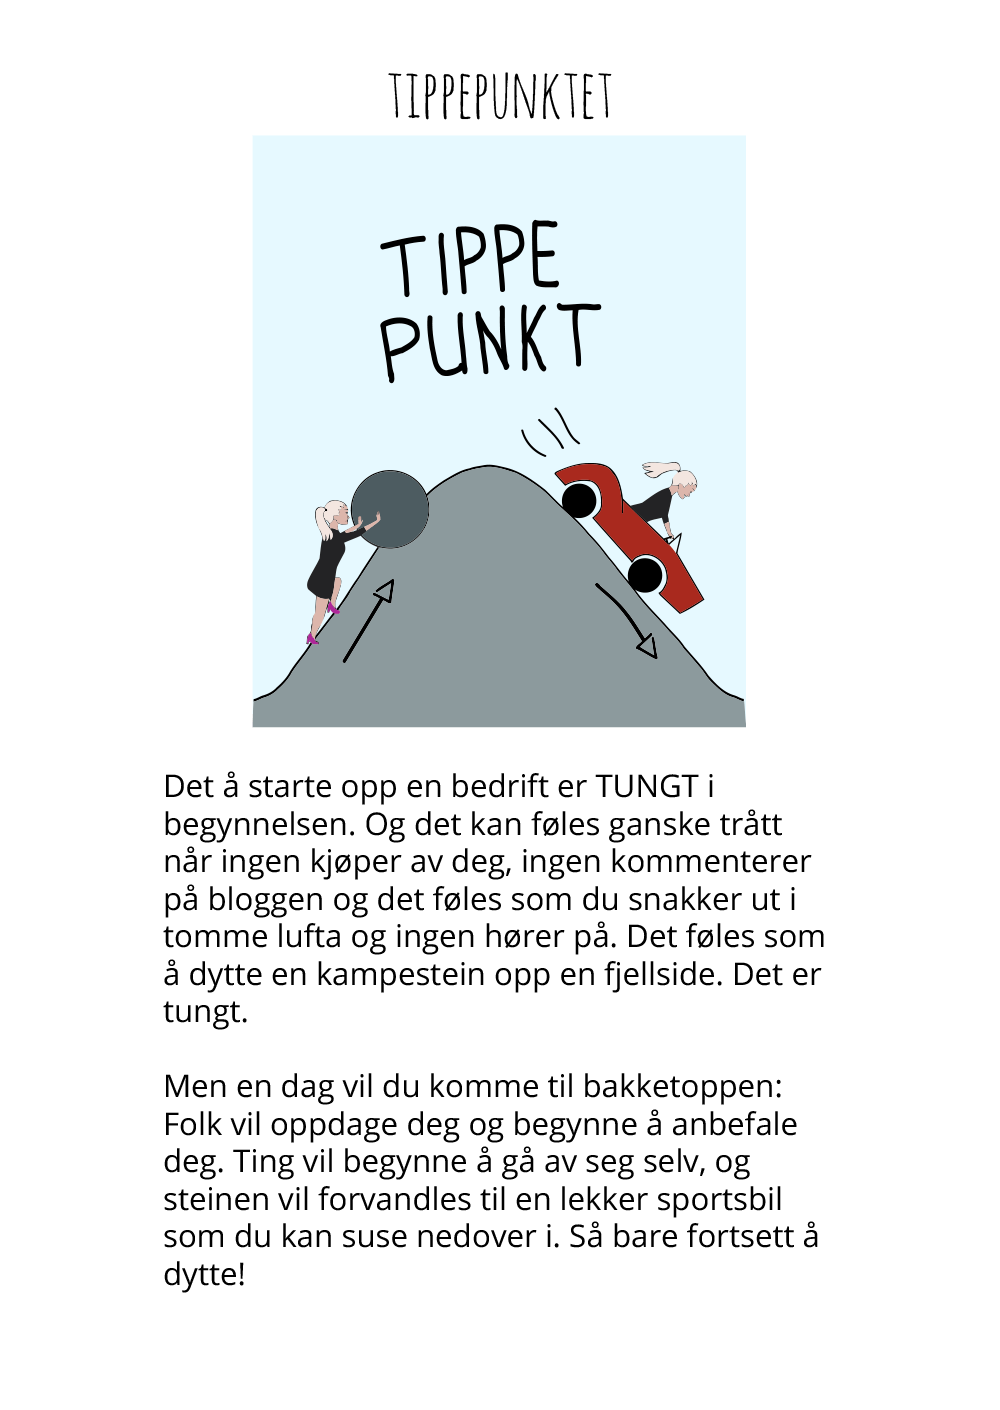 TIPPEPUNKTET
TIPPE
PUNKT
Det å starte opp en bedrift er TUNGT i
begynnelsen. Og det kan føles ganske trått
når ingen kjøper av deg, ingen kommenterer
på bloggen og det føles som du snakker ut i
tomme lufta og ingen hører på. Det føles som
å dytte en kampestein opp en fjellside. Det er
tungt.
Men en dag vil du komme til bakketoppen:
Folk vil oppdage deg og begynne å anbefale
deg. Ting vil begynne å gå av seg selv, og
steinen vil forvandles til en lekker sportsbil
som du kan suse nedover i. Så bare fortsett å
dytte!